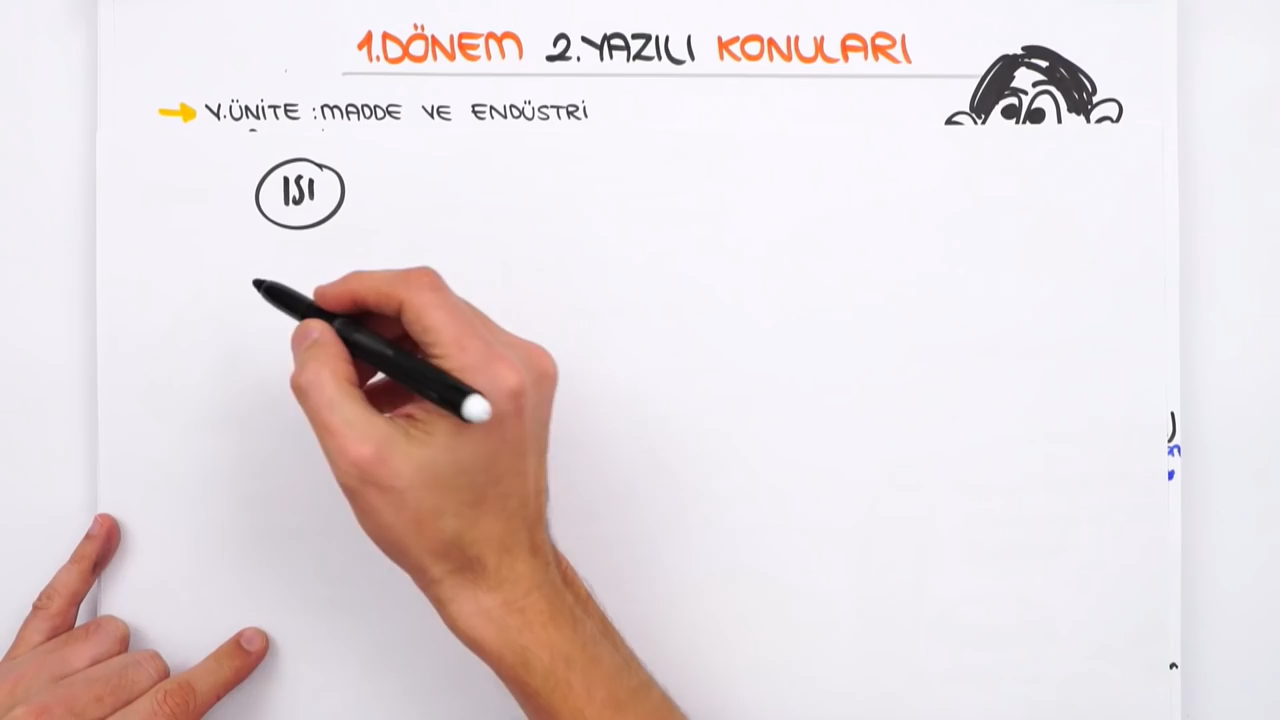 1.DÖNEM 2.YAZILI KONULARI
V.ÜNİTE : MADDE VE ENDÜSTRİ
ISI